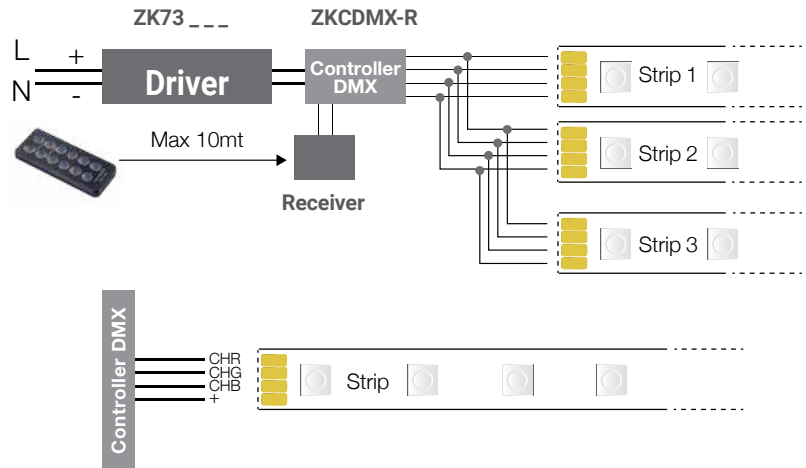 ZK73 _ _ _
ZKCDMX-R
L
+
N
-
Driver
Controller
DMX
Strip 1
Max 10mt
Strip 2
Receiver
Strip 3
Controller DMX
CHR
CHG
CHB
+
Strip